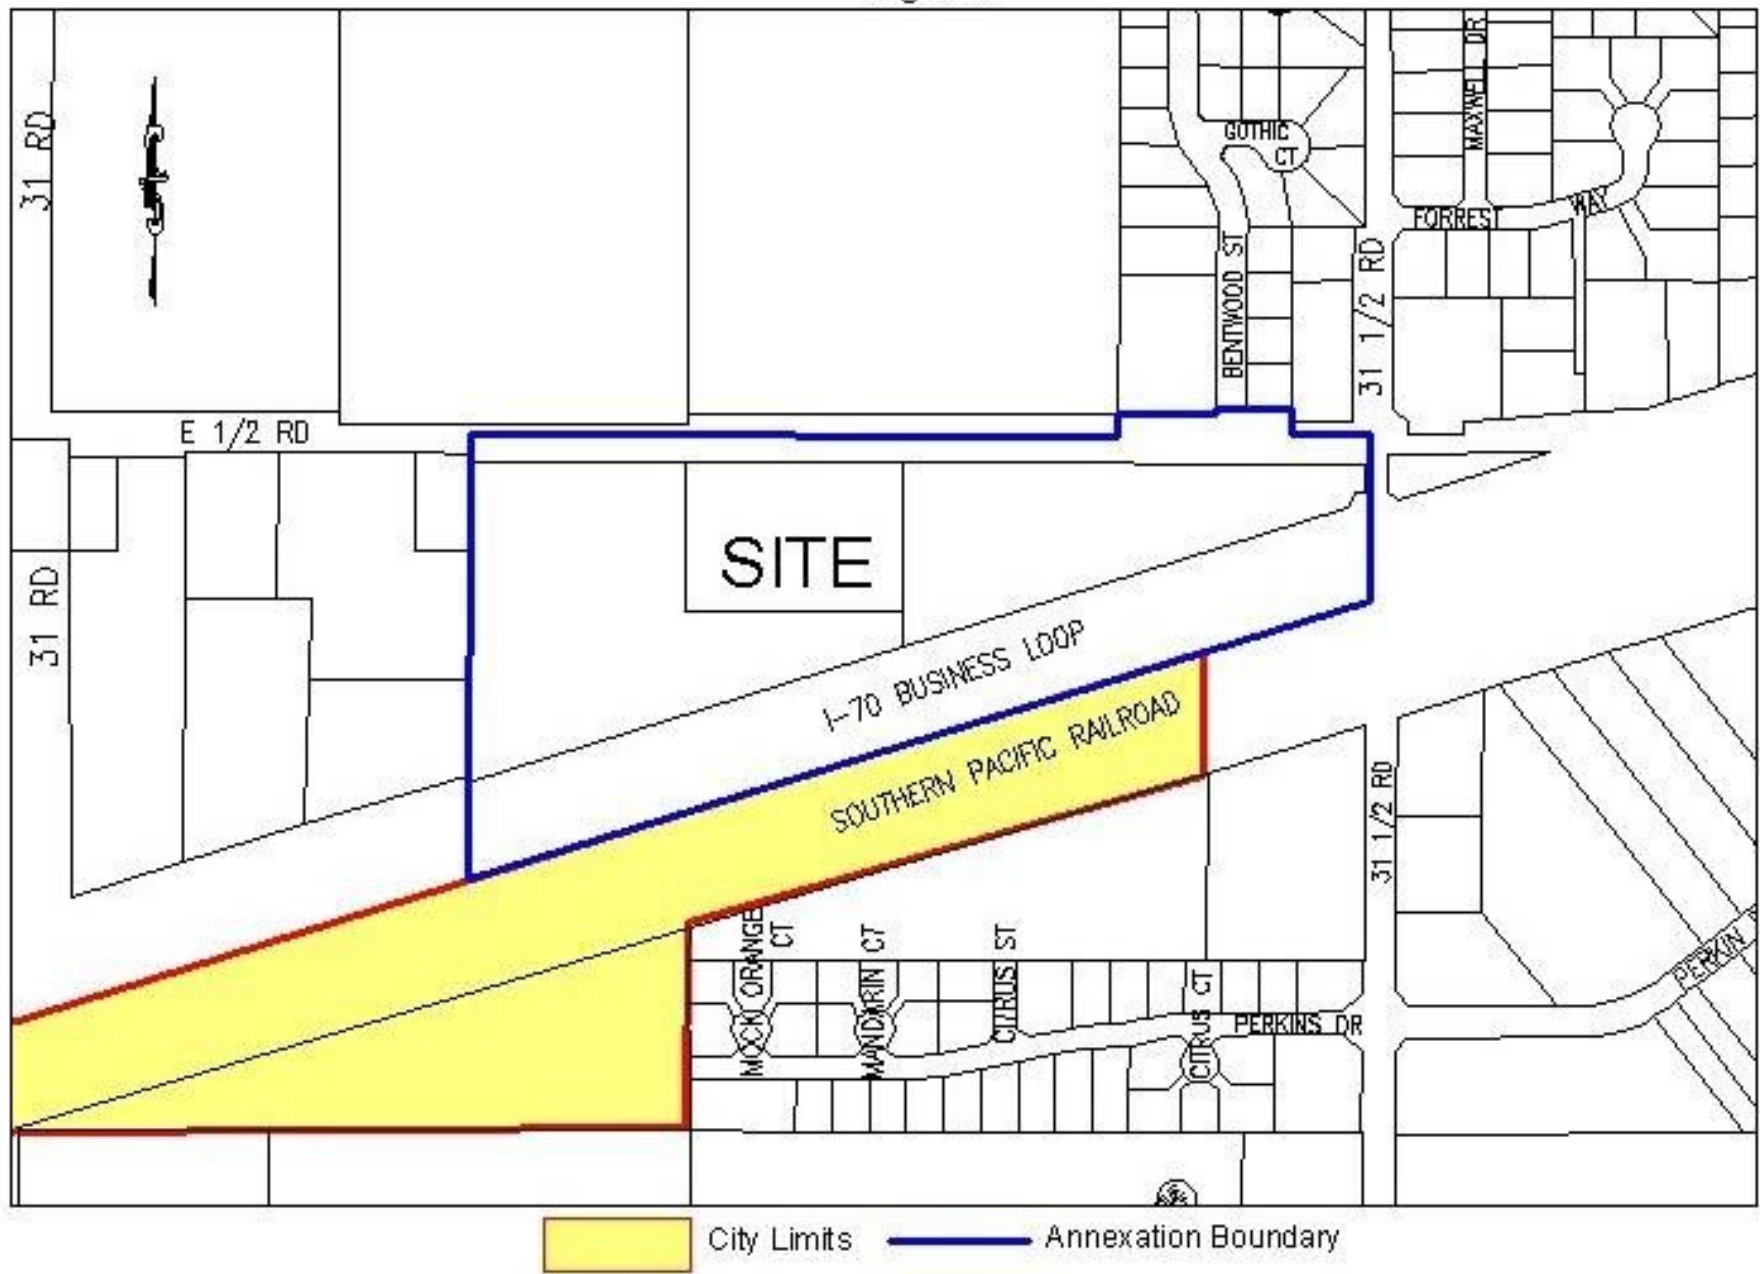 31 RD
GOTHIC
CT
MAXWELL DR
FORREST
WAY
BENTWOOD ST
31 1/2 RD
E 1/2 RD
SITE
31 RD
I-70 BUSINESS LOOP
SOUTHERN PACIFIC RAILROAD
31 1/2 RD
MOCK ORANGE
CT
MANDARIN CT
CITRUS ST
CITRUS CT
PERKINS DR
PERKIN
City Limits
Annexation Boundary